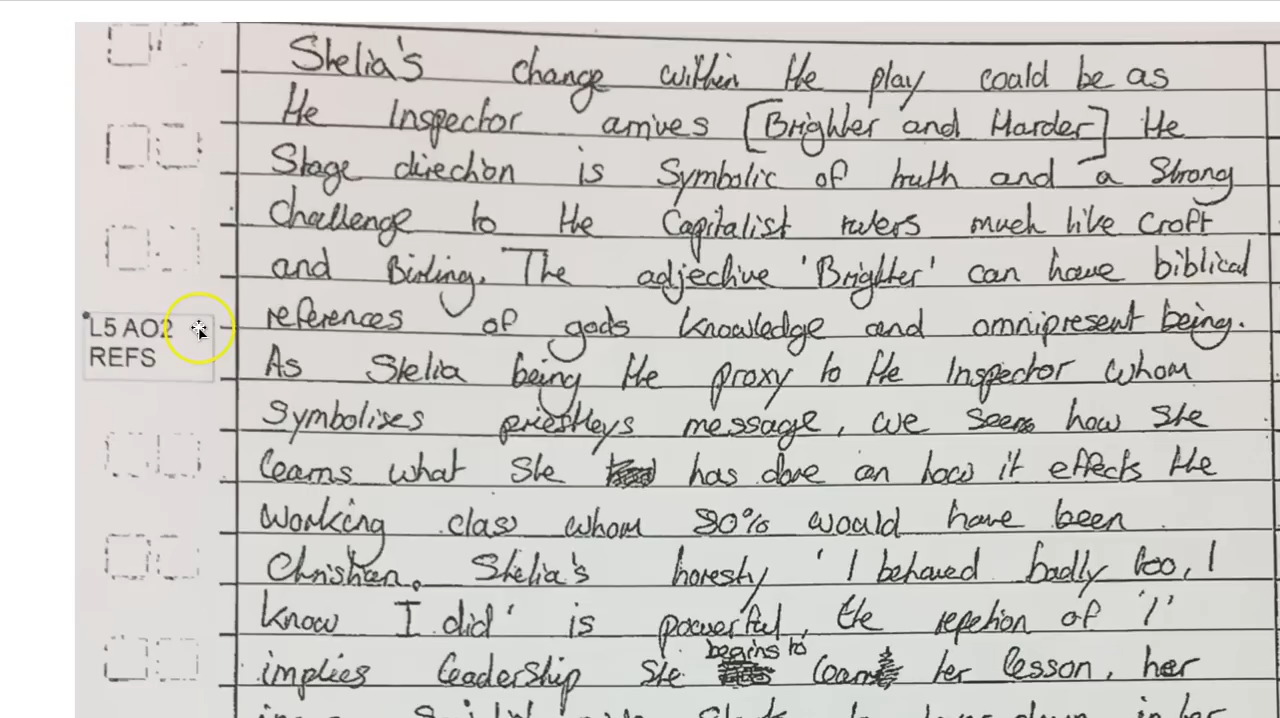 Shelia's change within the play could be as
the Inspector arrives [Brighter and Harder] the
Stage direction is Symbolic of truth and a Strong
challenge to the Capitalist rulers much like Croft
and Birling. The adjective 'Brighter' can have biblical
L5 AO2
REFS
references of gods knowledge and omnipresent being.
As Shelia being the proxy to the Inspector whom
symbolises priestleys message, we seem how she
learns what she has done an how it effects the
working class whom 90% would have been
Christian. Shelia's honesty 'I behaved badly too, I
know I did' is powerful, the repetion of 'I'
begins to
implies leadership she learn her lesson, her